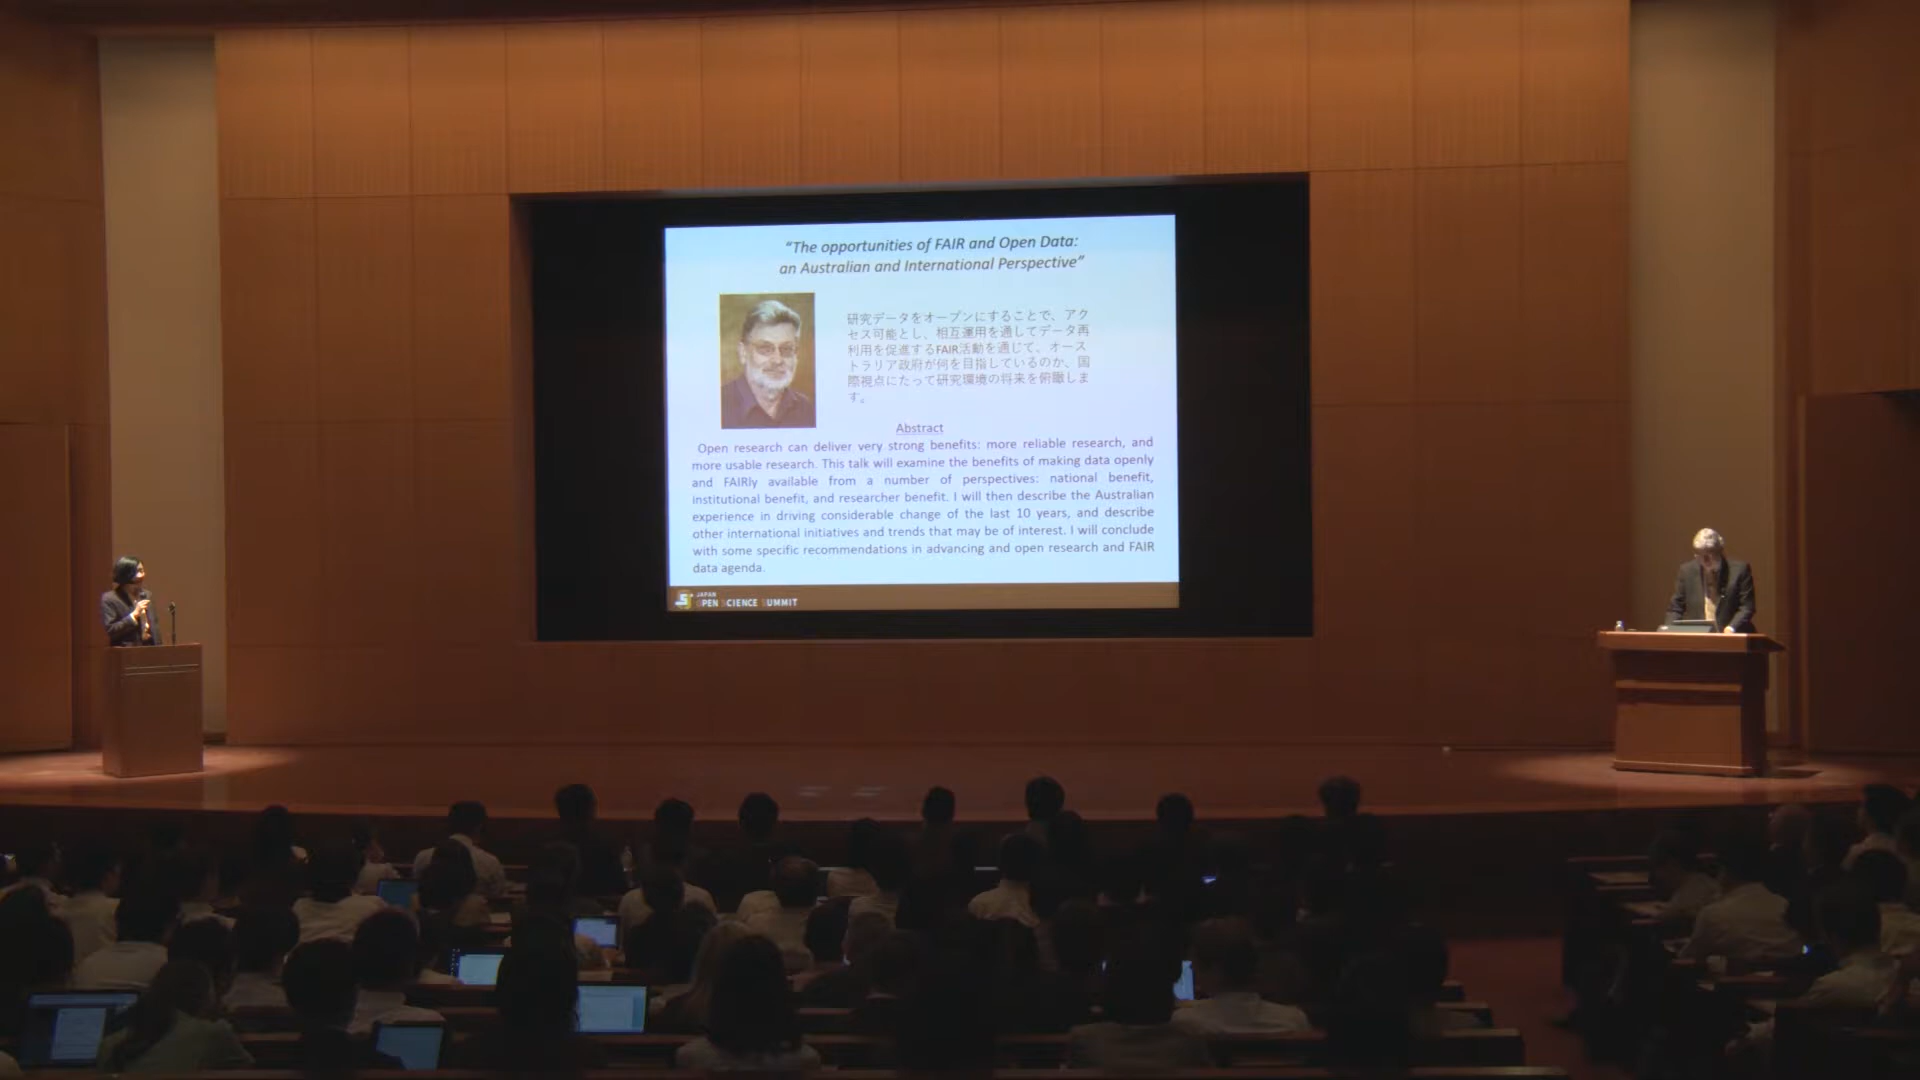 “The opportunities of FAIR and Open Data:
an Australian and International Perspective”
研究データをオープンにすることで、アク
セス可能とし、相互運用を通してデータ再
利用を促進するFAIR活動を通じて、オース
トラリア政府が何を目指しているのか、国
際視点にたって研究環境の将来を俯瞰しま
す。
Abstract
Open research can deliver very strong benefits: more reliable research, and
more usable research. This talk will examine the benefits of making data openly
and FAIRly available from a number of perspectives: national benefit,
institutional benefit, and researcher benefit. I will then describe the Australian
experience in driving considerable change of the last 10 years, and describe
other international initiatives and trends that may be of interest. I will conclude
with some specific recommendations in advancing and open research and FAIR
data agenda.
JAPAN
OPEN SCIENCE SUMMIT